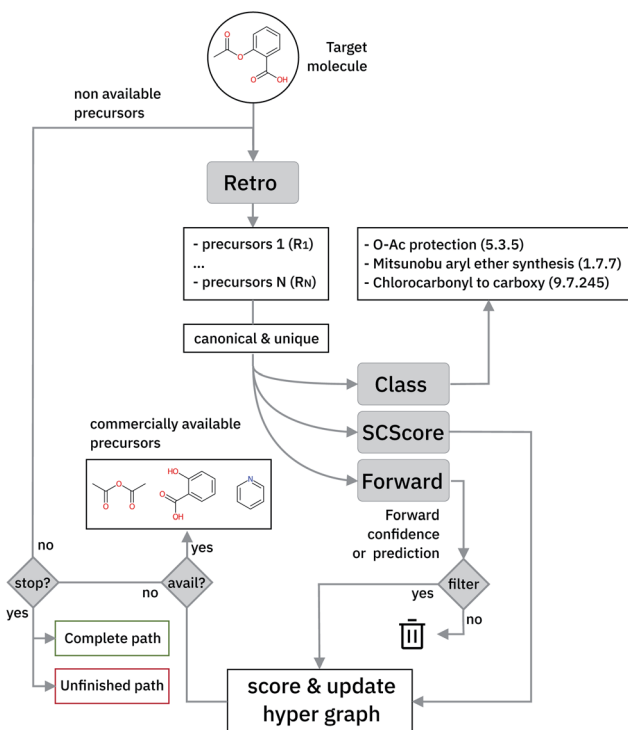 O
O
O
OH
Target
molecule
non available
precursors
Retro
- precursors 1 (R1)
...
- precursors N (RN)
- O-Ac protection (5.3.5)
- Mitsunobu aryl ether synthesis (1.7.7)
- Chlorocarbonyl to carboxy (9.7.245)
canonical & unique
Class
SCScore
Forward
commercially available
precursors
O
O
O
HO
O
OH
N
Forward
confidence
or prediction
no
yes
stop?
no
avail?
yes
filter
no
yes
Complete path
Unfinished path
score & update
hyper graph